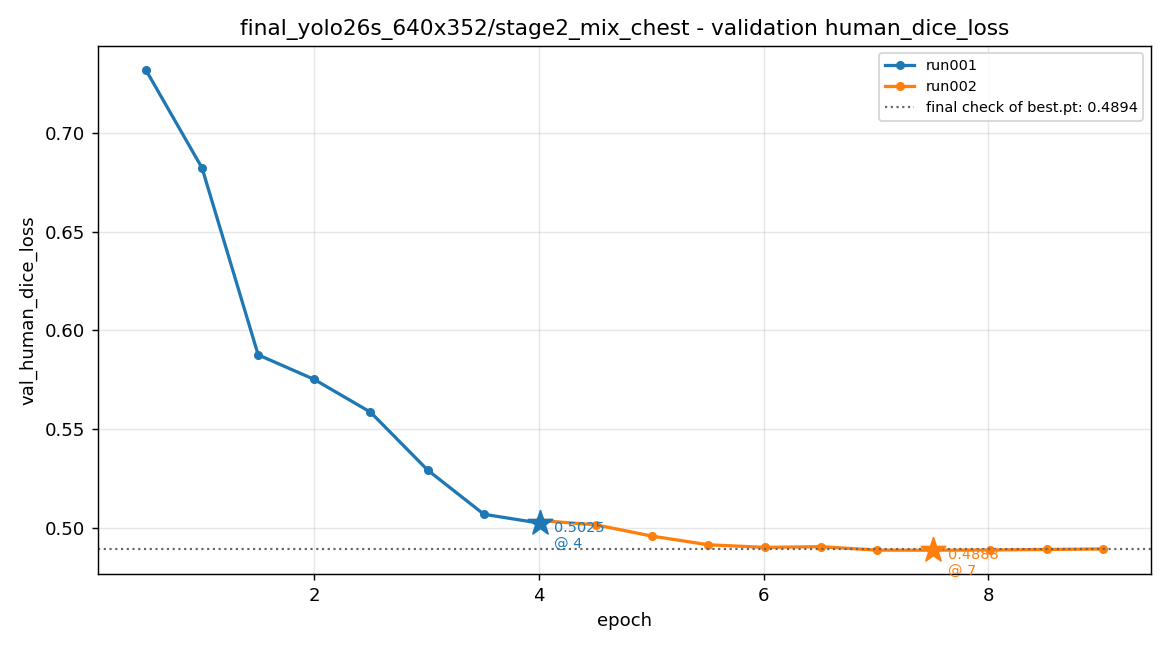 final_yolo26s_640x352/stage2_mix_chest - validation human_dice_loss
run001
run002
final check of best.pt: 0.4894
val_human_dice_loss
0.70
0.65
0.60
0.55
0.50
0.5025
@ 4
0.4888
@ 7
2
4
6
8
epoch